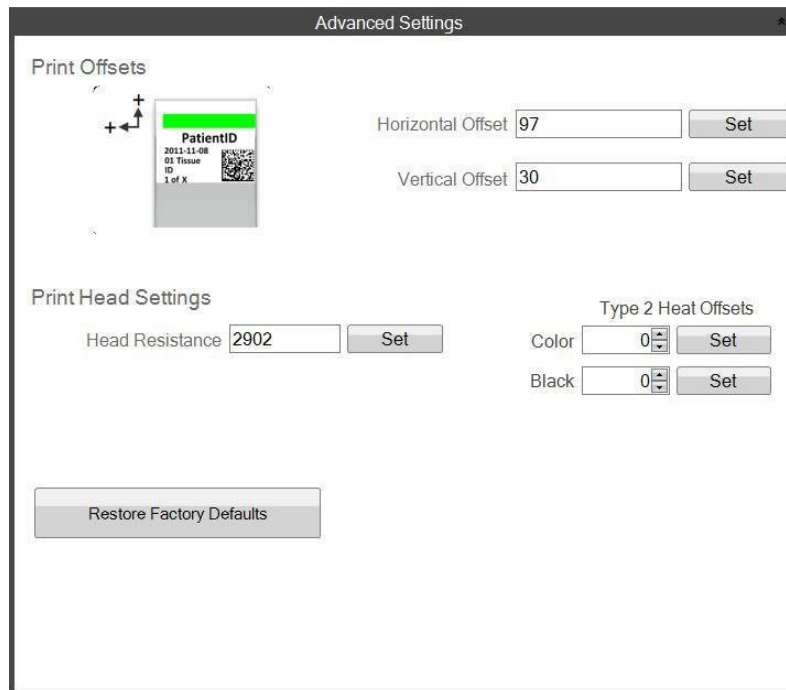 Advanced Settings
Print Offsets
+
+
PatientID
2011-11-08
01 Tissue
ID
1 of X
Horizontal Offset 97 Set
Vertical Offset 30 Set
Print Head Settings
Type 2 Heat Offsets
Head Resistance 2902 Set
Color 0 Set
Black 0 Set
Restore Factory Defaults